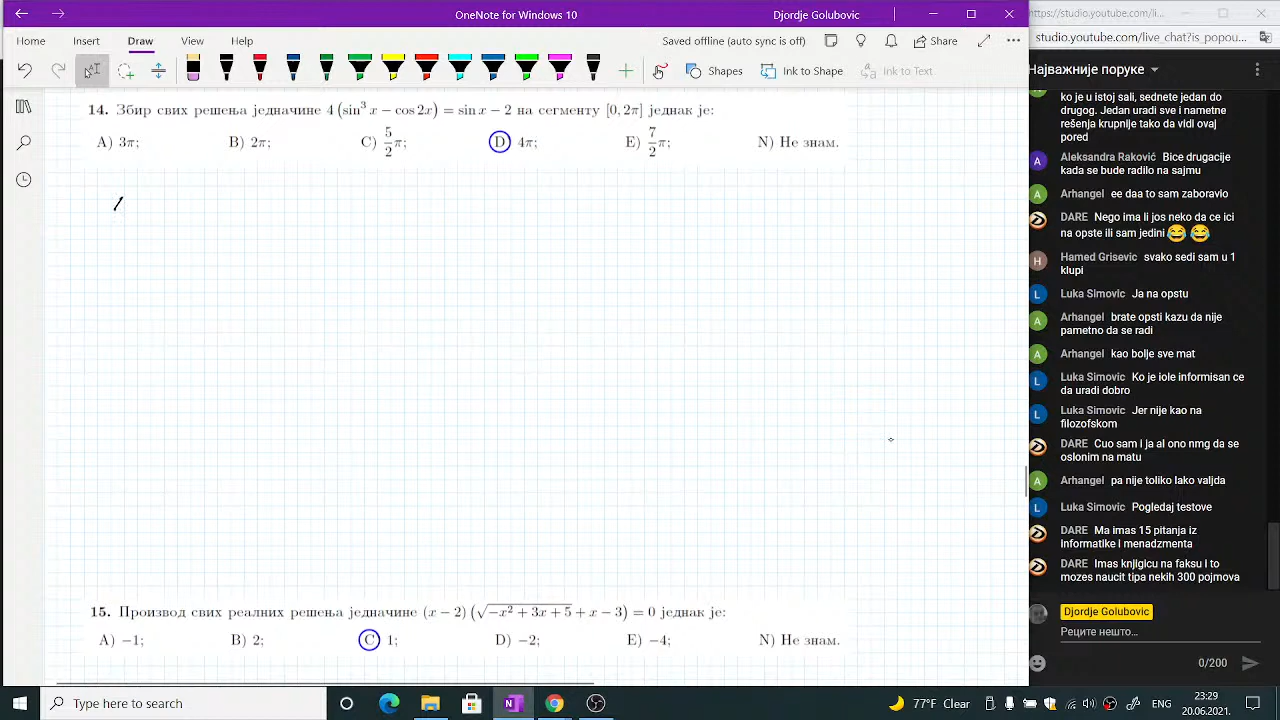 OneNote for Windows 10
Djordje Golubovic
https://
Home Insert Draw View Help
Saved offline (auto sync is off)
Share
studio.youtube.com/live_chat?is_popou...
Shapes
Ink to Shape
Ink to Text
Најважније поруке
14. Збир свих решења једначине 4 (sin³ x − cos 2x) = sin x − 2 на сегменту [0, 2π] једнак је:
A) 3π; B) 2π; C) 5/2 π; D 4π; E) 7/2 π; N) Не знам.
15. Производ свих реалних решења једначине (x − 2) (√(−x² + 3x + 5) + x − 3) = 0 једнак је:
A) −1; B) 2; C 1; D) −2; E) −4; N) Не знам.
ko je u istoj sali, sednete jedan do
trugog. Jedan uradi sve i namete
rešenja krupnije tako da vidi ovaj
pored
Aleksandra Raković Bice drugacije
kada se bude radilo na sajmu
Arhangel ee daa to sam zaboravlo
DARE Nego ima li jos neko da ce ici
na opste ili sam jedini 😂 😂
Hamed Grisevic svako sedi sam u 1
klupi
Luka Simovic Ja na opstu
Arhangel brate opsti kazu da nije
pametno da se radi
Arhangel kao bolje sve mat
Luka Simovic Ko je iole informisan ce
da uradi dobro
Luka Simovic Jer nije kao na
filozofskom
DARE Cuo sam i ja al ono nmg da se
oslonim na matu
Arhangel pa nije toliko lako valjda
Luka Simovic Pogledaj testove
DARE Ma imas 15 pitanja iz
informatike i menadzmenta
DARE Imas knjigicu na faksu i to
mozes naucit tipa nekih 300 pojmova
Djordje Golubovic
Реците нешто...
0/200
Type here to search
77°F Clear
23:29
20.06.2021.